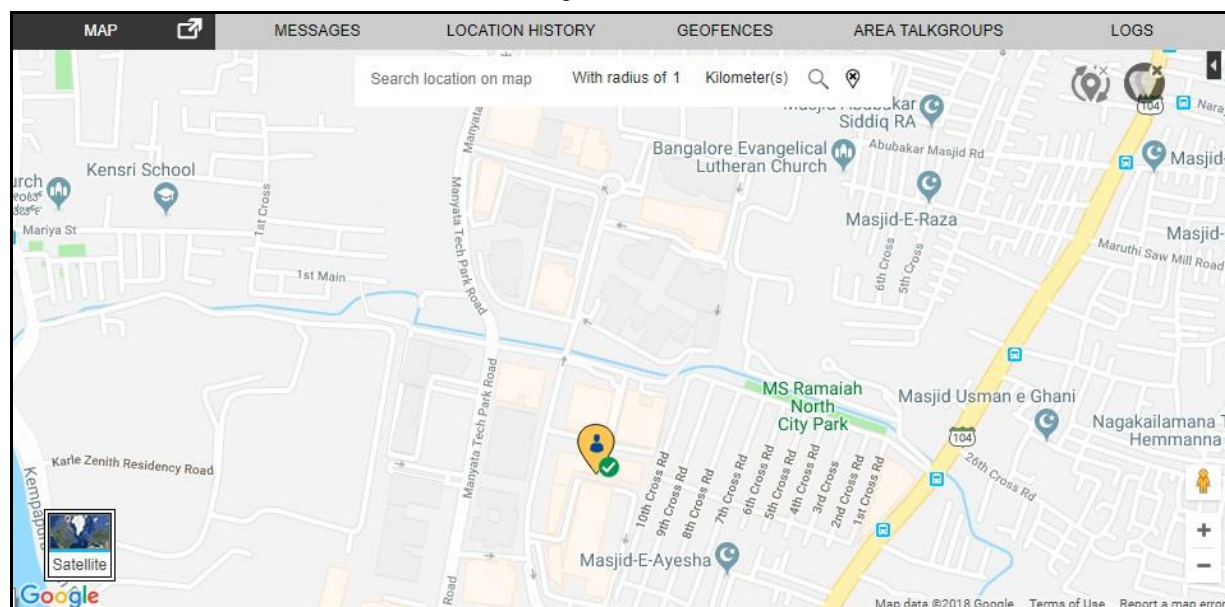 MAP
MESSAGES
LOCATION HISTORY
GEOFENCES
AREA TALKGROUPS
LOGS
Search location on map
With radius of 1
Kilometer(s)
Abubakar
Siddiq RA
104
Bangalore Evangelical
Lutheran Church
Abubakar Masjid Rd
Kensri School
Masjid-E-Raza
Mariya St
1st Cross
Manyata Tech Park Road
6th Cross
5th Cross
Masjid-
Maruthi Saw Mill Road
1st Main
MS Ramaiah
North
City Park
Masjid Usman e Ghani
Nagakailamana
Hemmanna
104
Manyata Tech Park Road
Karle Zenith Residency Road
26th Cross Rd
10th Cross Rd
9th Cross Rd
8th Cross Rd
7th Cross Rd
6th Cross Rd
5th Cross Rd
4th Cross Rd
3rd Cross
2nd Cross Rd
1st Cross Rd
Masjid-E-Ayesha
Satellite
Google
Road
Map data ©2018 Google
Terms of Use
Report a map error